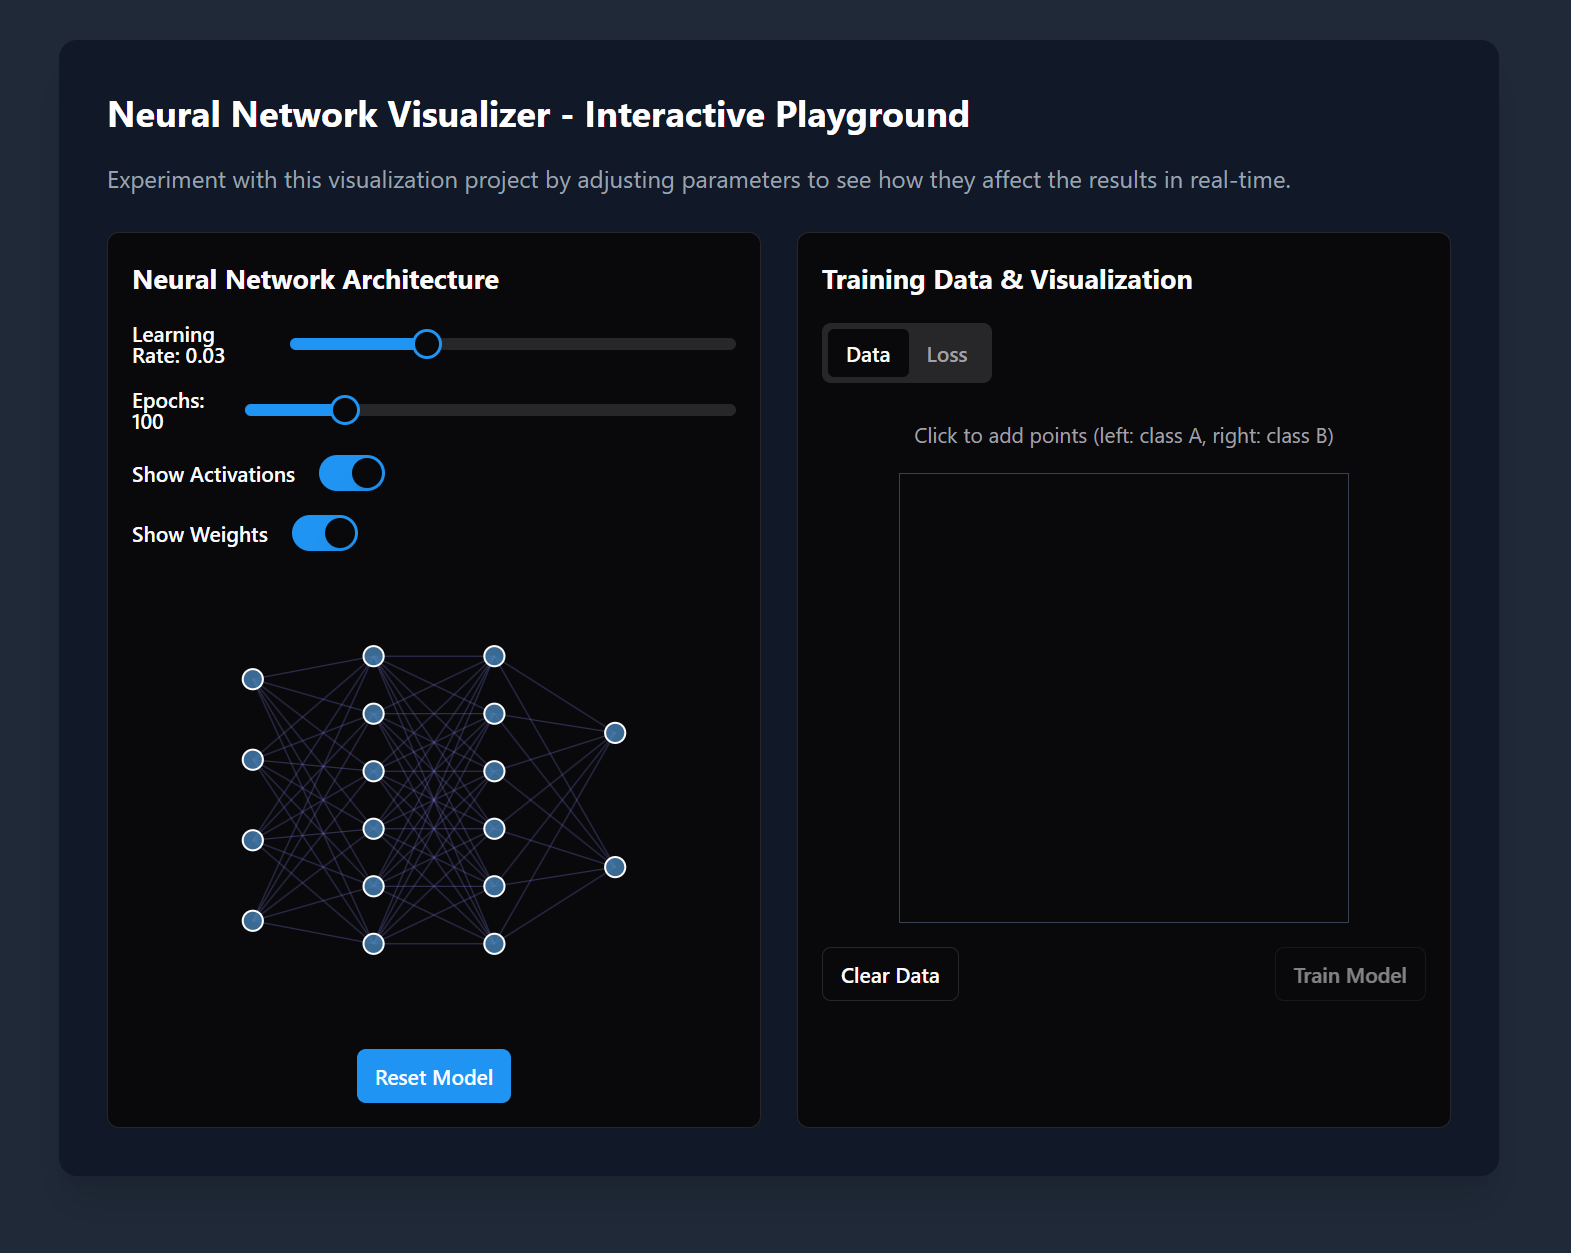 Neural Network Visualizer - Interactive Playground
Experiment with this visualization project by adjusting parameters to see how they affect the results in real-time.
Neural Network Architecture
Learning
Rate: 0.03
Epochs:
100
Show Activations
Show Weights
Reset Model
Training Data & Visualization
Data
Loss
Click to add points (left: class A, right: class B)
Clear Data
Train Model